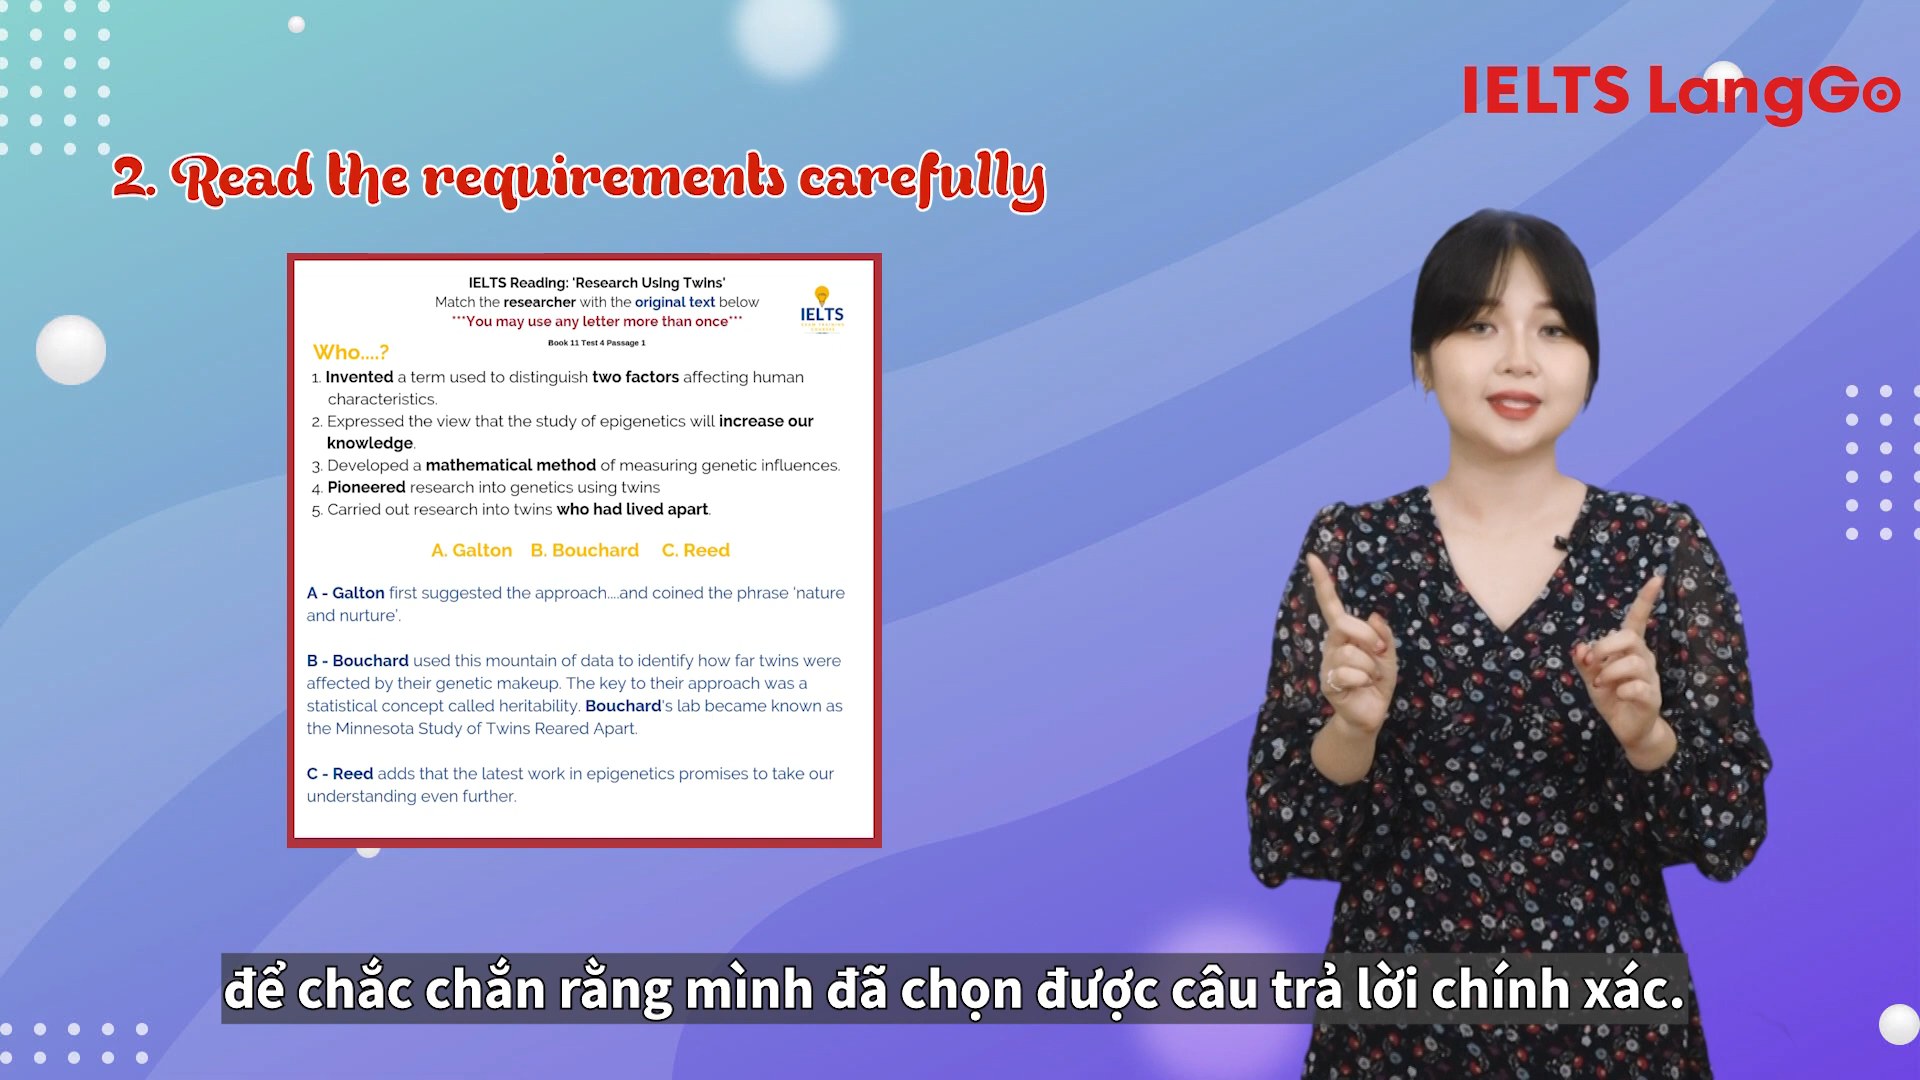 IELTS LangGo
2. Read the requirements carefully
IELTS Reading: 'Research Using Twins'
Match the researcher with the original text below
***You may use any letter more than once***
Book 11 Test 4 Passage 1
IELTS
Who....?
1. Invented a term used to distinguish two factors affecting human
characteristics.
2. Expressed the view that the study of epigenetics will increase our
knowledge.
3. Developed a mathematical method of measuring genetic influences.
4. Pioneered research into genetics using twins
5. Carried out research into twins who had lived apart.
A. Galton B. Bouchard C. Reed
A - Galton first suggested the approach....and coined the phrase 'nature
and nurture'.
B - Bouchard used this mountain of data to identify how far twins were
affected by their genetic makeup. The key to their approach was a
statistical concept called heritability. Bouchard's lab became known as
the Minnesota Study of Twins Reared Apart.
C - Reed adds that the latest work in epigenetics promises to take our
understanding even further.
để chắc chắn rằng mình đã chọn được câu trả lời chính xác.